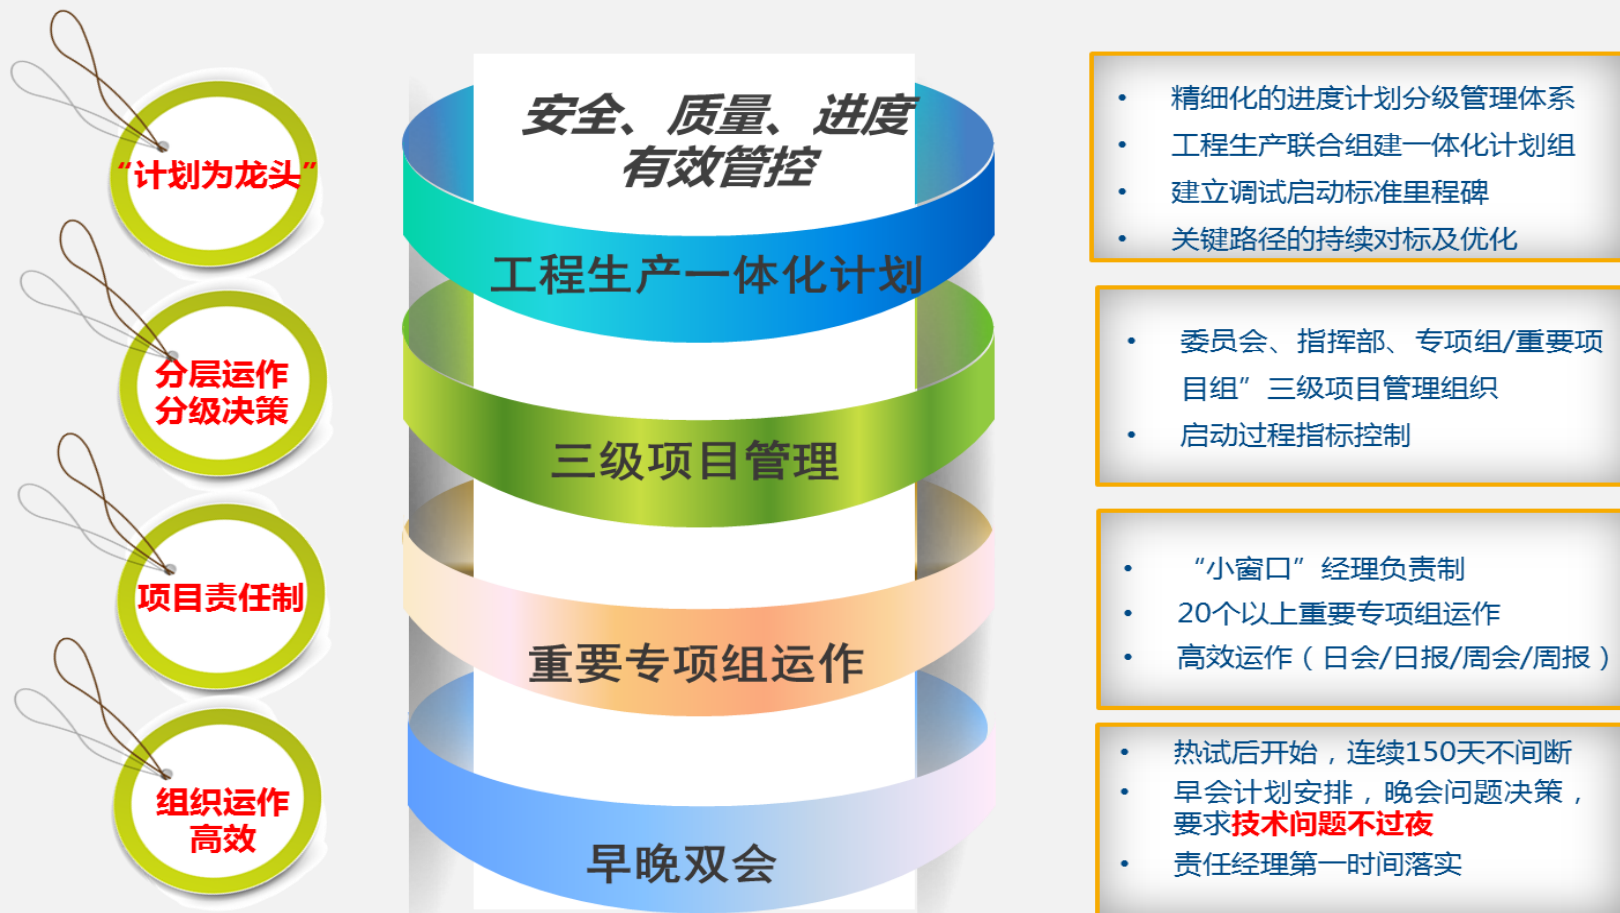 安全、质量、进度
有效管控
“计划为龙头”
工程生产一体化计划
• 精细化的进度计划分级管理体系
• 工程生产联合组建一体化计划组
• 建立调试启动标准里程碑
• 关键路径的持续对标及优化
分层运作
分级决策
三级项目管理
• 委员会、指挥部、专项组/重要项
目组”三级项目管理组织
• 启动过程指标控制
项目责任制
重要专项组运作
• “小窗口”经理负责制
• 20个以上重要专项组运作
• 高效运作（日会/日报/周会/周报）
组织运作
高效
早晚双会
• 热试后开始，连续150天不间断
• 早会计划安排，晚会问题决策，
要求技术问题不过夜
• 责任经理第一时间落实